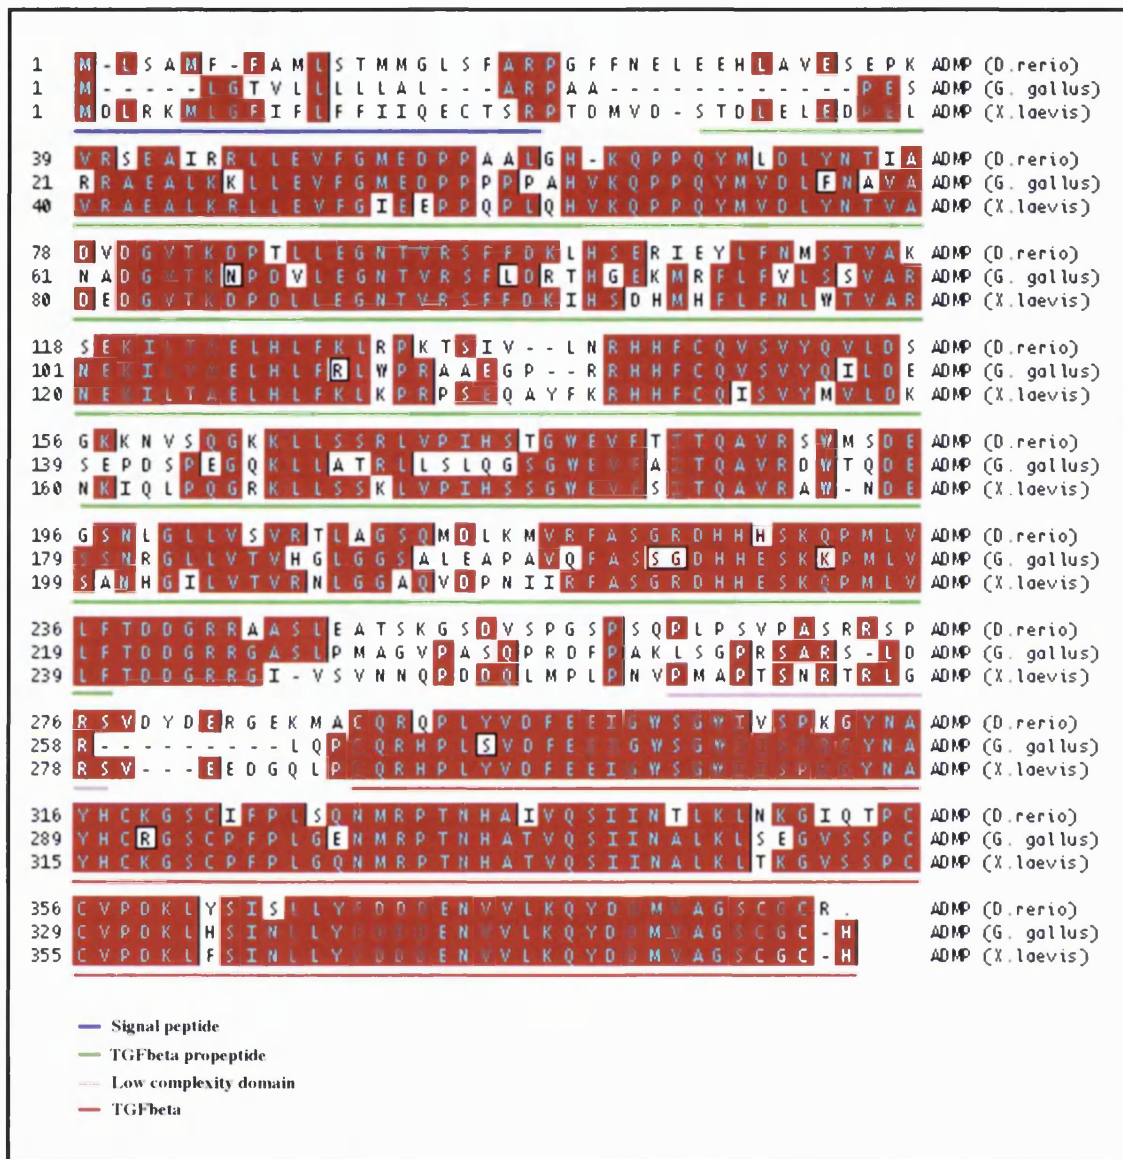 1 M - L S A M F - F A M L S T M M G L S F A R P G F F N E L E E H L A V E S E P K ADMP (D.rerio)
1 M - - - - - L G T V L L L L L A L - - - A R P A A - - - - - - - - - - - - P E S ADMP (G. gallus)
1 M D L R K M L G F I F L F F I I Q E C T S R P T D M V D - S T D L E L E D P E L ADMP (X.laevis)
39 V R S E A I R R L L E V F G M E D P P A A L G H - K Q P P Q Y M L D L Y N T I A ADMP (D.rerio)
21 R R A E A L K K L L E V F G M E D P P P P P A H V K Q P P Q Y M V D L F N A V A ADMP (G. gallus)
40 V R A E A L K R L L E V F G I E E P P Q P L Q H V K Q P P Q Y M V D L Y N T V A ADMP (X.laevis)
78 D V D G V T K D P T L L E G N T V R S F F D K L H S E R I E Y L F N M S T V A K ADMP (D.rerio)
61 N A D G T K N P D V L E G N T V R S F L D R T H G E K M R F L F V L S S V A R ADMP (G. gallus)
80 D E D G V T K D P D L L E G N T V R S F F D K I H S D H M H F L F N L W T V A R ADMP (X.laevis)
118 S E K I L T E L H L F K L R P K T S I V - - L N R H H F C Q V S V Y Q V L D S ADMP (D.rerio)
101 N E K I L E L H L F R L W P R A A E G P - - R R H H F C Q V S V Y Q I L D E ADMP (G. gallus)
120 N E K I L T A E L H L F K L K P R P S E Q A Y F K R H H F C Q I S V Y M V L D K ADMP (X.laevis)
156 G K K N V S Q G K K L L S S R L V P I H S T G W E V F T I T Q A V R S W M S D E ADMP (D.rerio)
139 S E P D S P E G Q K L L A T R L L S L Q G S G W E V F A I T Q A V R D W T Q D E ADMP (G. gallus)
160 N K I Q L P Q G R K L L S S K L V P I H S S G W E V F S I T Q A V R A W - N D E ADMP (X.laevis)
196 G S N L G L L V S V R T L A G S Q M D L K M V R F A S G R D H H H S K Q P M L V ADMP (D.rerio)
179 S N R G L L V T V H G L G G S A L E A P A V Q F A S S G D H H E S K K P M L V ADMP (G. gallus)
199 S A N H G I L V T V R N L G G A Q V D P N I I R F A S G R D H H E S K Q P M L V ADMP (X.laevis)
236 L F T D D G R R A A S L E A T S K G S D V S P G S P S Q P L P S V P A S R R S P ADMP (D.rerio)
219 L F T D D G R R G A S L P M A G V P A S Q P R D F P A K L S G P R S A R S - L D ADMP (G. gallus)
239 L F T D D G R R G I - V S V N N Q P D D Q L M P L P N V P M A P T S N R T R L G ADMP (X.laevis)
276 R S V D Y D E R G E K M A C Q R Q P L Y V D F E E I G W S G W I V S P K G Y N A ADMP (D.rerio)
258 R - - - - - - - - - L Q P Q R H P L S V D F E E G W S G W I I S P Y N A ADMP (G. gallus)
278 R S V - - - E E D G Q L P Q R H P L Y V D F E E I G W S G W I I S P Y N A ADMP (X.laevis)
316 Y H C K G S C I F P L S Q N M R P T N H A I V Q S I I N T L K L N K G I Q T P C ADMP (D.rerio)
289 Y H C R G S C P F P L G E N M R P T N H A T V Q S I I N A L K L S E G V S S P C ADMP (G. gallus)
315 Y H C K G S C P F P L G Q N M R P T N H A T V Q S I I N A L K L T K G V S S P C ADMP (X.laevis)
356 C V P D K L Y S I S L L Y D D E N V V L K Q Y D M V A G S C G C R . ADMP (D.rerio)
329 C V P D K L H S I N L L Y D E N V V L K Q Y D M V A G S C G C - H ADMP (G. gallus)
355 C V P D K L F S I N L L Y D E N V V L K Q Y D M V A G S C G C - H ADMP (X.laevis)
Signal peptide
TGFbeta propeptide
Low complexity domain
TGFbeta